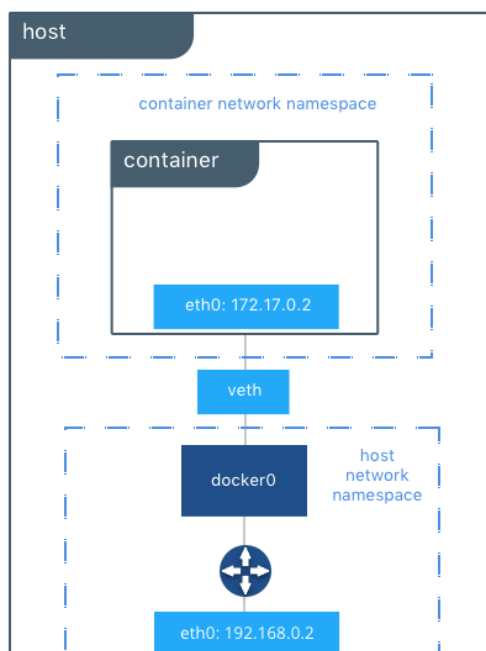 host
container network namespace
container
eth0: 172.17.0.2
veth
docker0
host
network
namespace
eth0: 192.168.0.2